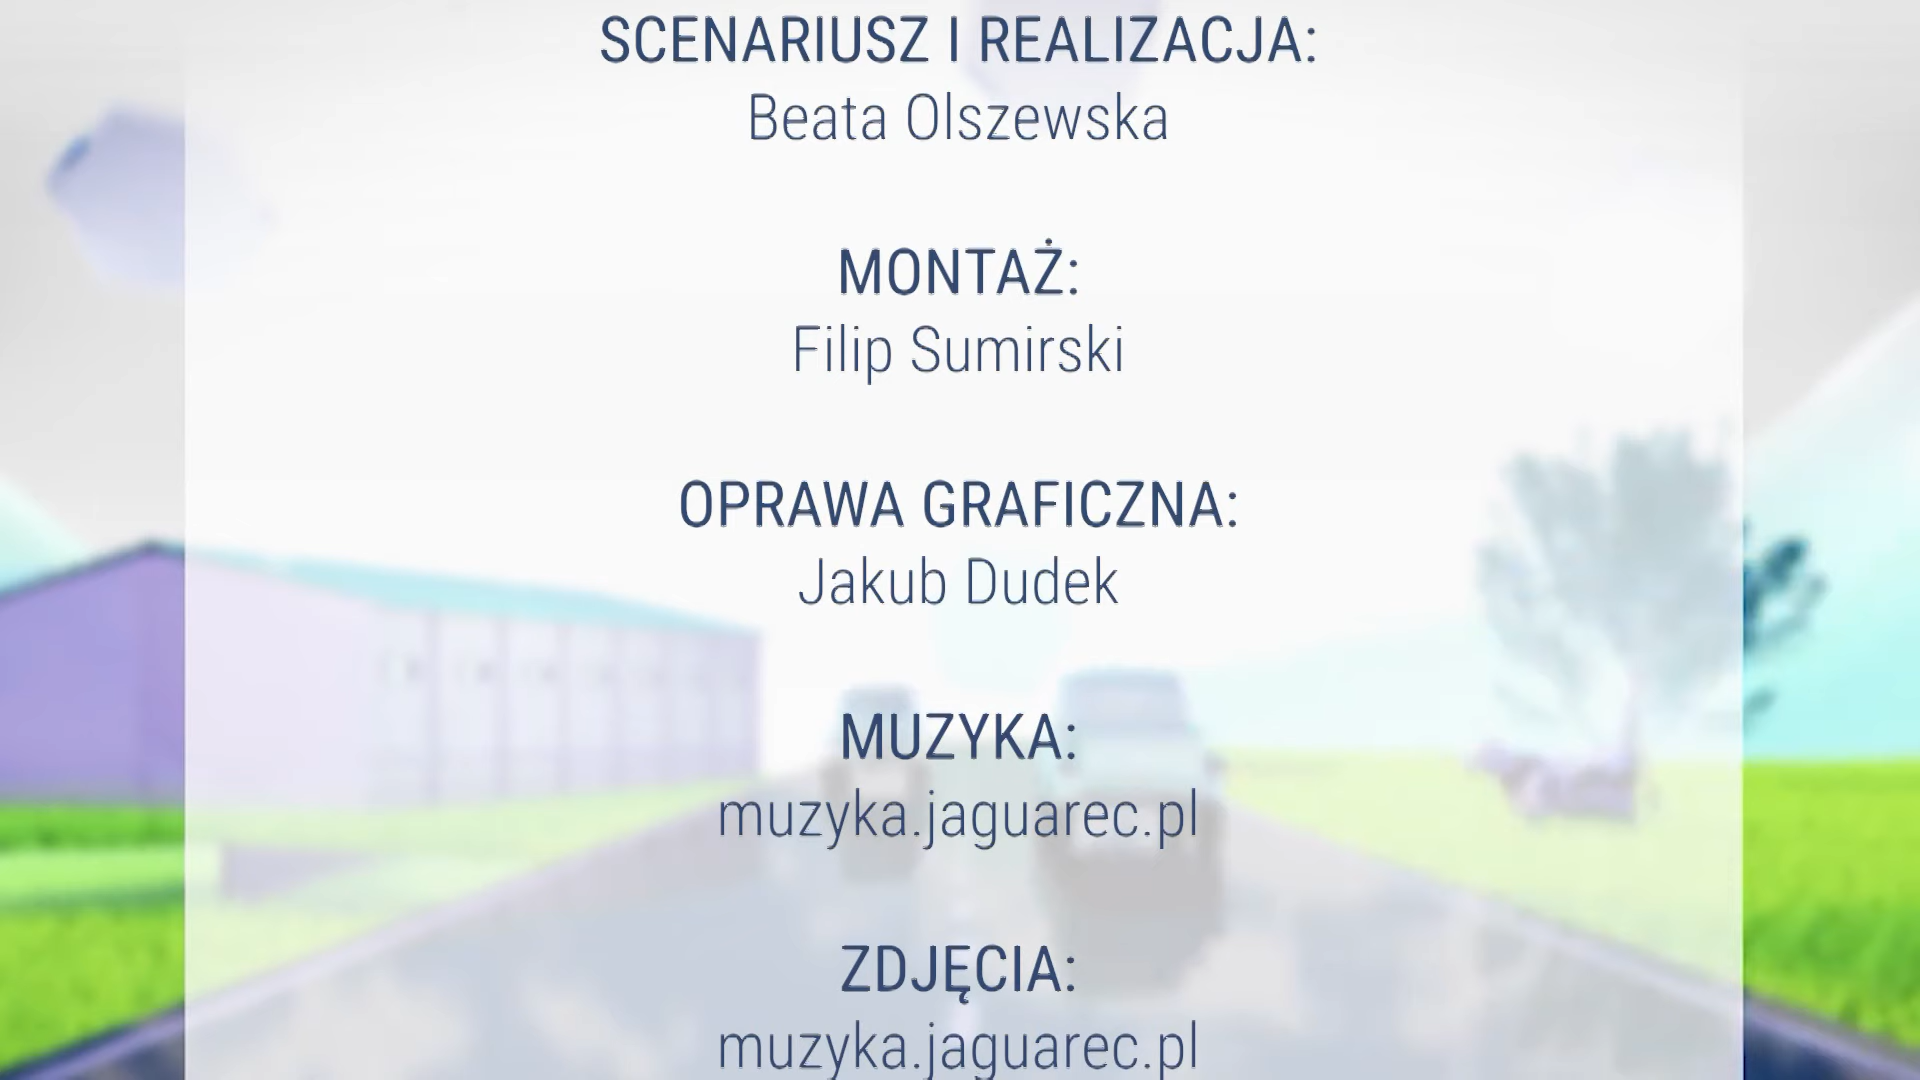 SCENARIUSZ I REALIZACJA:
Beata Olszewska
MONTAŻ:
Filip Sumirski
OPRAWA GRAFICZNA:
Jakub Dudek
MUZYKA:
muzyka.jaguarec.pl
ZDJĘCIA:
muzyka.jaguarec.pl